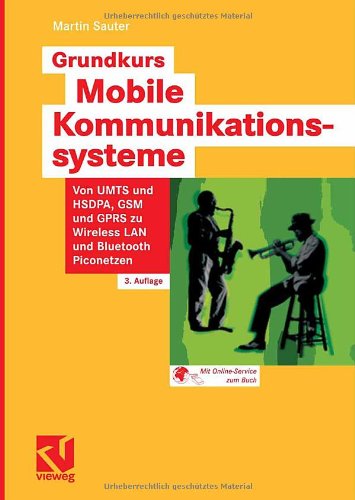 Urheberrechtlich geschütztes Material
Martin Sauter
Grundkurs
Mobile
Kommunikations-
systeme
Von UMTS und
HSDPA, GSM
und GPRS zu
Wireless LAN
und Bluetooth
Piconetzen
3. Auflage
Mit Online-Service
zum Buch
vieweg
Urheberrechtlich geschütztes Material